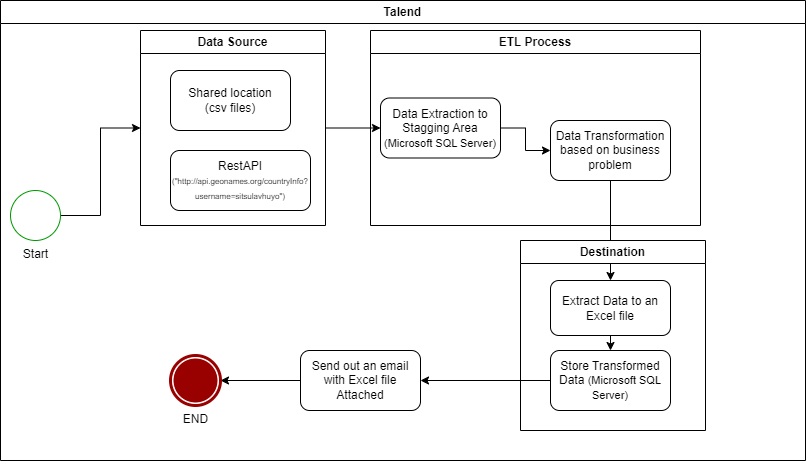 Talend
Data Source
ETL Process
Shared location
(csv files)
RestAPI
("http://api.geonames.org/countryInfo?
username=sitsulavhuyo")
Data Extraction to
Stagging Area
(Microsoft SQL Server)
Data Transformation
based on business
problem
Start
Destination
Extract Data to an
Excel file
Store Transformed
Data (Microsoft SQL
Server)
Send out an email
with Excel file
Attached
END